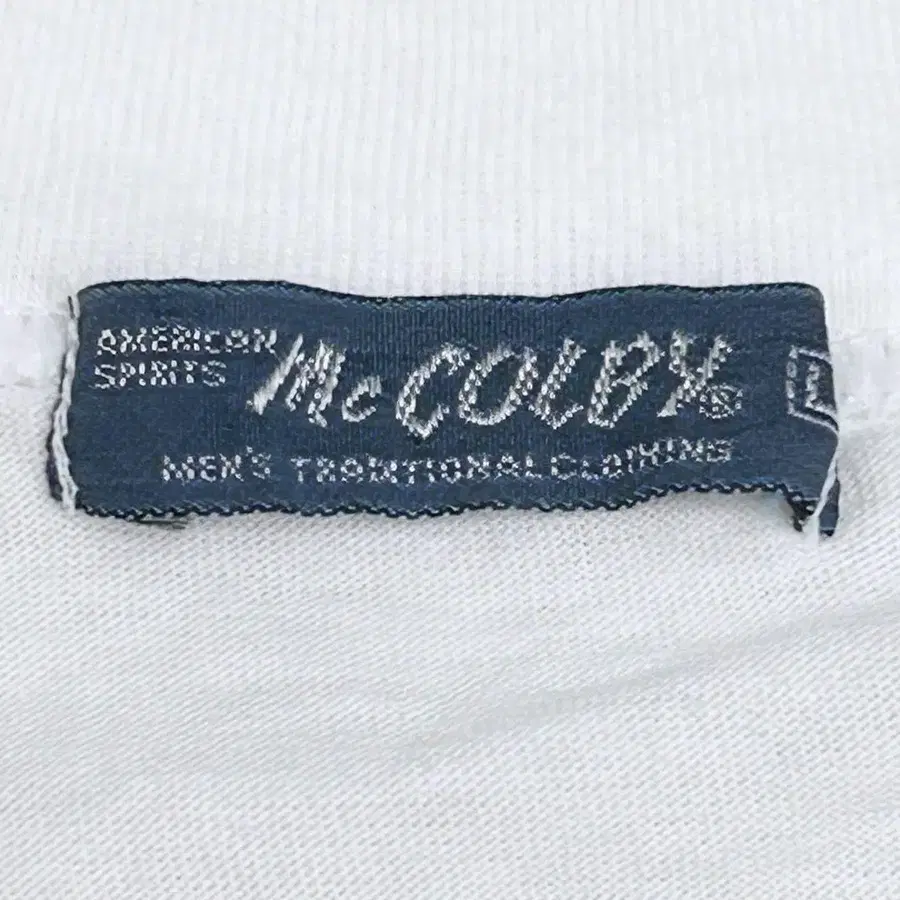 AMERICAN
SPIRITS
McCOLBY®
MEN'S TRADITIONAL CLOTHING